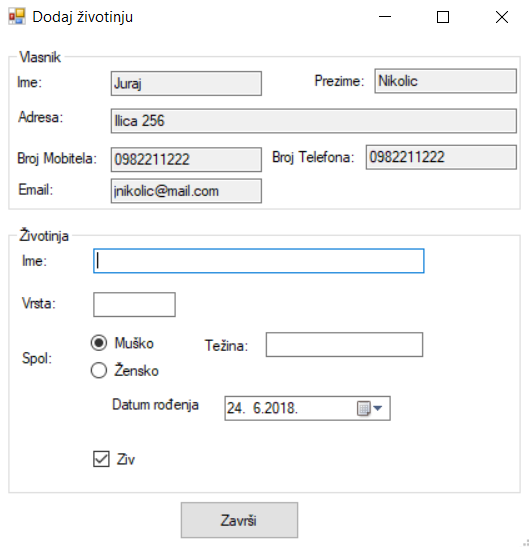 Dodaj životinju
Vlasnik
Ime: Juraj Prezime: Nikolic
Adresa: Ilica 256
Broj Mobitela: 0982211222 Broj Telefona: 0982211222
Email: jnikolic@mail.com
Životinja
Ime:
Vrsta:
Spol: Muško Težina:
Žensko
Datum rođenja 24. 6.2018.
Ziv
Završi